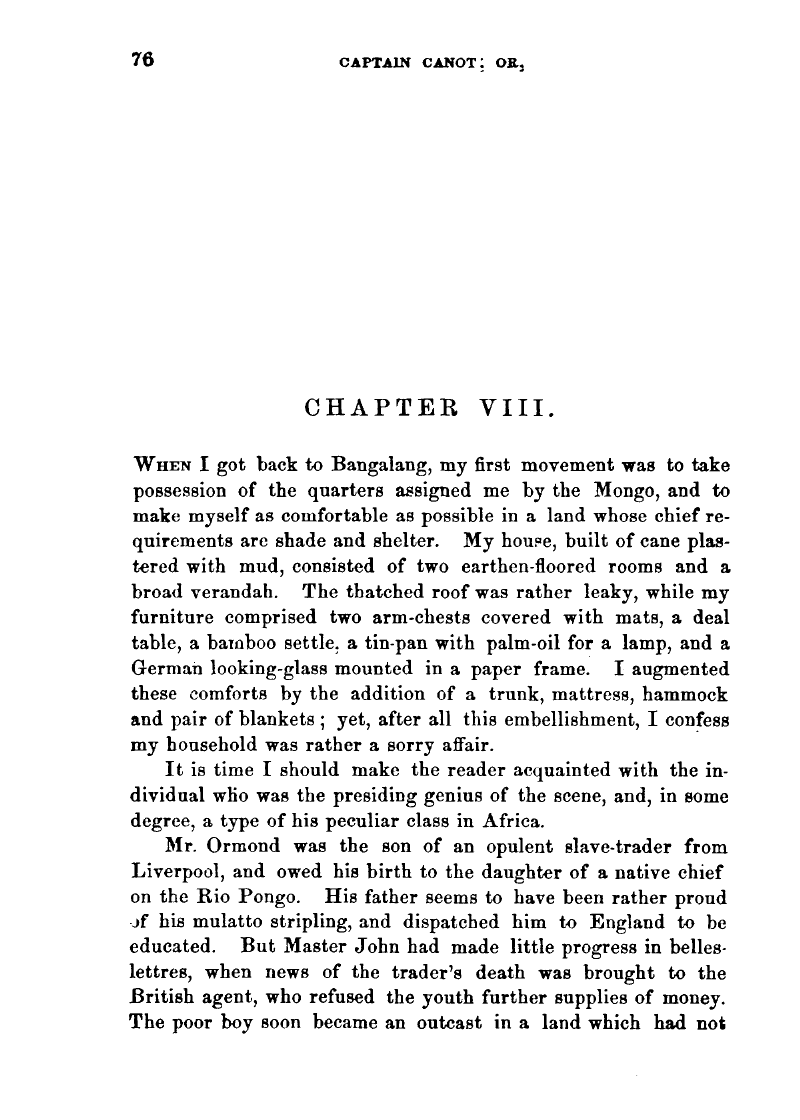 76 CAPTAIN CANOT; OR,
CHAPTER VIII.
WHEN I got back to Bangalang, my first movement was to take
possession of the quarters assigned me by the Mongo, and to
make myself as comfortable as possible in a land whose chief re-
quirements are shade and shelter. My house, built of cane plas-
tered with mud, consisted of two earthen-floored rooms and a
broad verandah. The thatched roof was rather leaky, while my
furniture comprised two arm-chests covered with mats, a deal
table, a bamboo settle, a tin-pan with palm-oil for a lamp, and a
German looking-glass mounted in a paper frame. I augmented
these comforts by the addition of a trunk, mattress, hammock
and pair of blankets; yet, after all this embellishment, I confess
my household was rather a sorry affair.
It is time I should make the reader acquainted with the in-
dividual who was the presiding genius of the scene, and, in some
degree, a type of his peculiar class in Africa.
Mr. Ormond was the son of an opulent slave-trader from
Liverpool, and owed his birth to the daughter of a native chief
on the Rio Pongo. His father seems to have been rather proud
of his mulatto stripling, and dispatched him to England to be
educated. But Master John had made little progress in belles-
lettres, when news of the trader's death was brought to the
British agent, who refused the youth further supplies of money.
The poor boy soon became an outcast in a land which had not